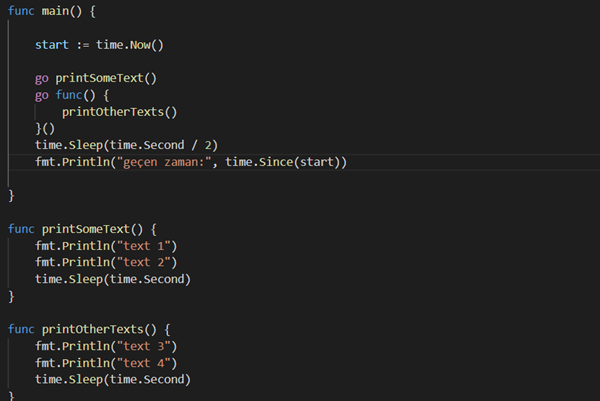 func main() {
start := time.Now()
go printSomeText()
go func() {
printOtherTexts()
}()
time.Sleep(time.Second / 2)
fmt.Println("geçen zaman:", time.Since(start))
}
func printSomeText() {
fmt.Println("text 1")
fmt.Println("text 2")
time.Sleep(time.Second)
}
func printOtherTexts() {
fmt.Println("text 3")
fmt.Println("text 4")
time.Sleep(time.Second)
}